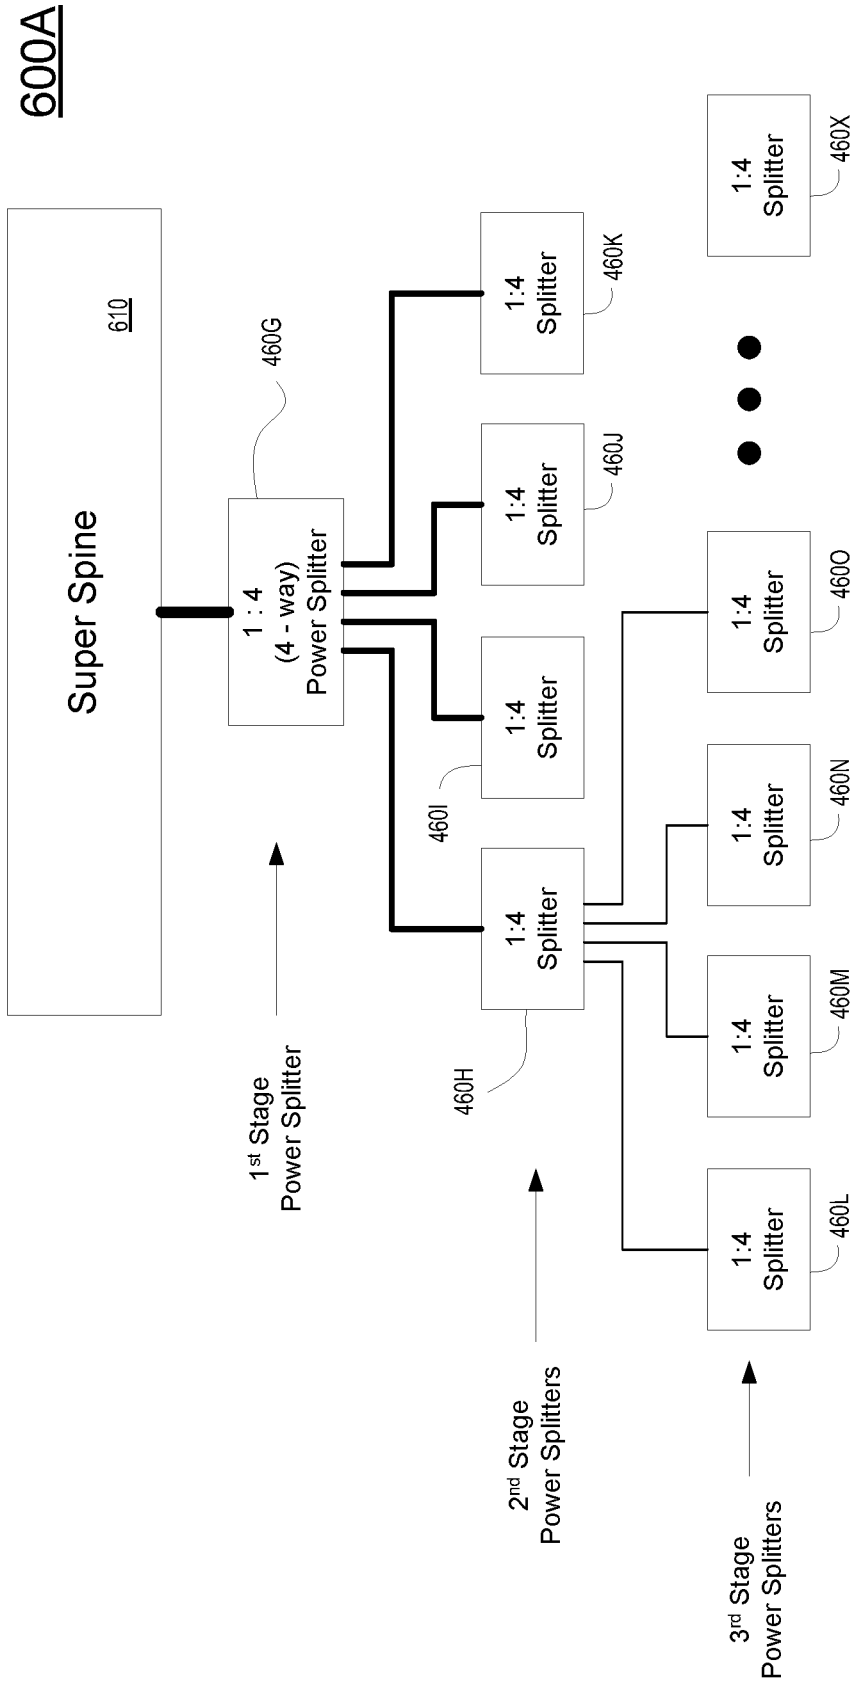 600A
Super Spine
610
1st Stage
Power Splitter
1 : 4
(4 - way)
Power Splitter
460G
2nd Stage
Power Splitters
460H
1:4
Splitter
460I
1:4
Splitter
1:4
Splitter
460J
1:4
Splitter
460K
3rd Stage
Power Splitters
1:4
Splitter
460L
1:4
Splitter
460M
1:4
Splitter
460N
1:4
Splitter
460O
1:4
Splitter
460X